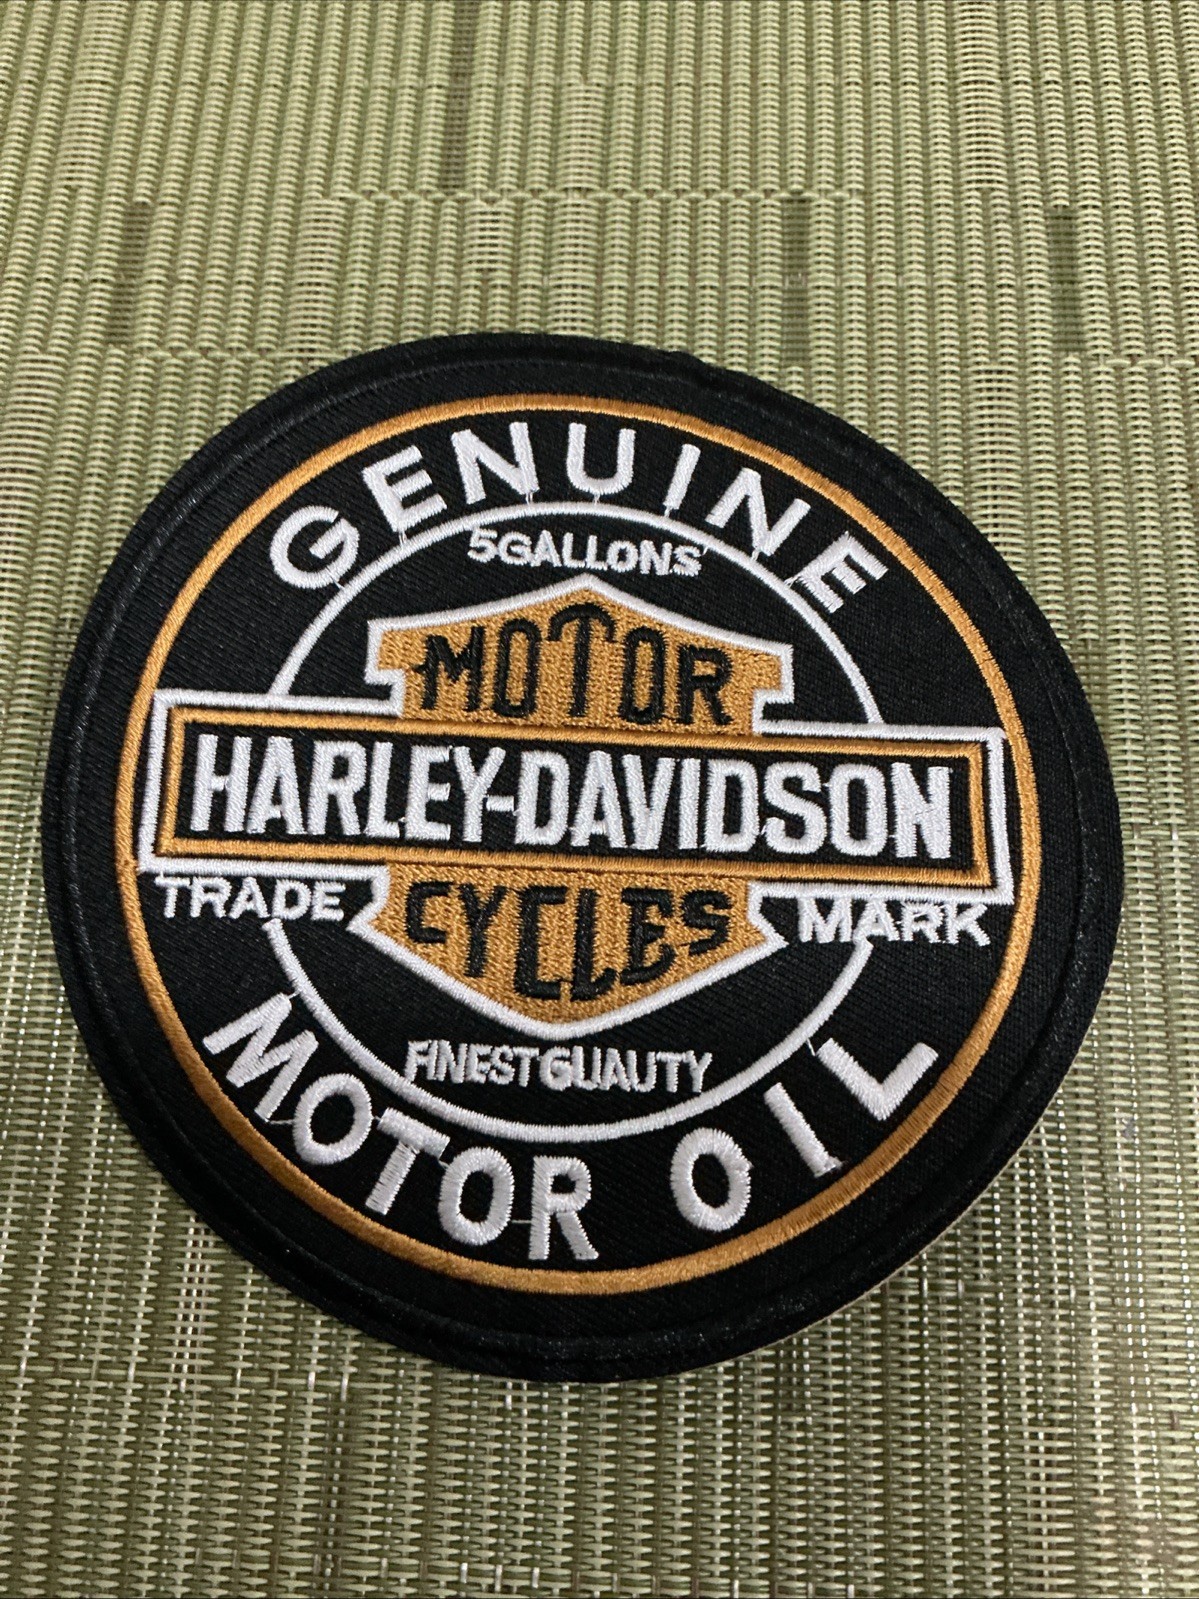 GENUINE
5GALLONS
MOTOR
HARLEY-DAVIDSON
CYCLES
TRADE MARK
FINESTGUAUTY
MOTOR OIL